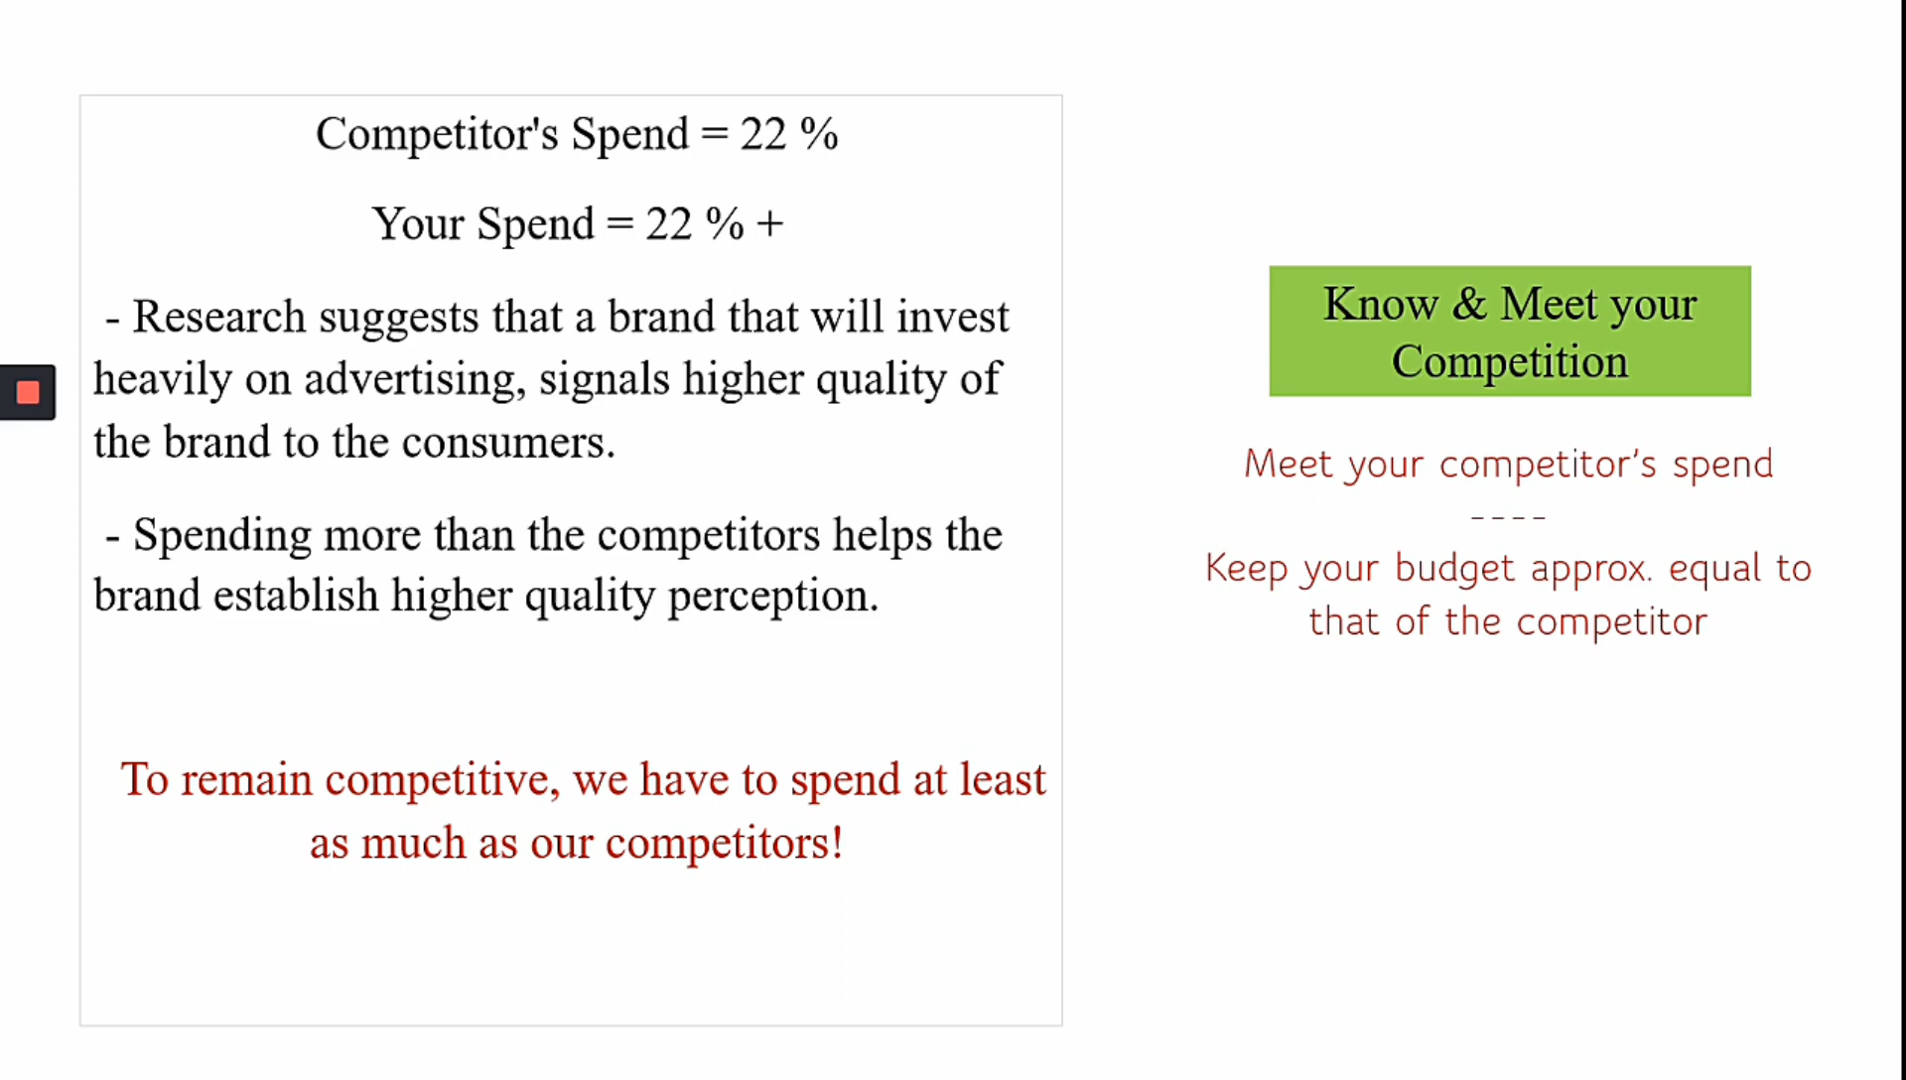 Competitor's Spend = 22 %
Your Spend = 22 % +
- Research suggests that a brand that will invest
heavily on advertising, signals higher quality of
the brand to the consumers.
- Spending more than the competitors helps the
brand establish higher quality perception.
To remain competitive, we have to spend at least
as much as our competitors!
Know & Meet your
Competition
Meet your competitor's spend
----
Keep your budget approx. equal to
that of the competitor